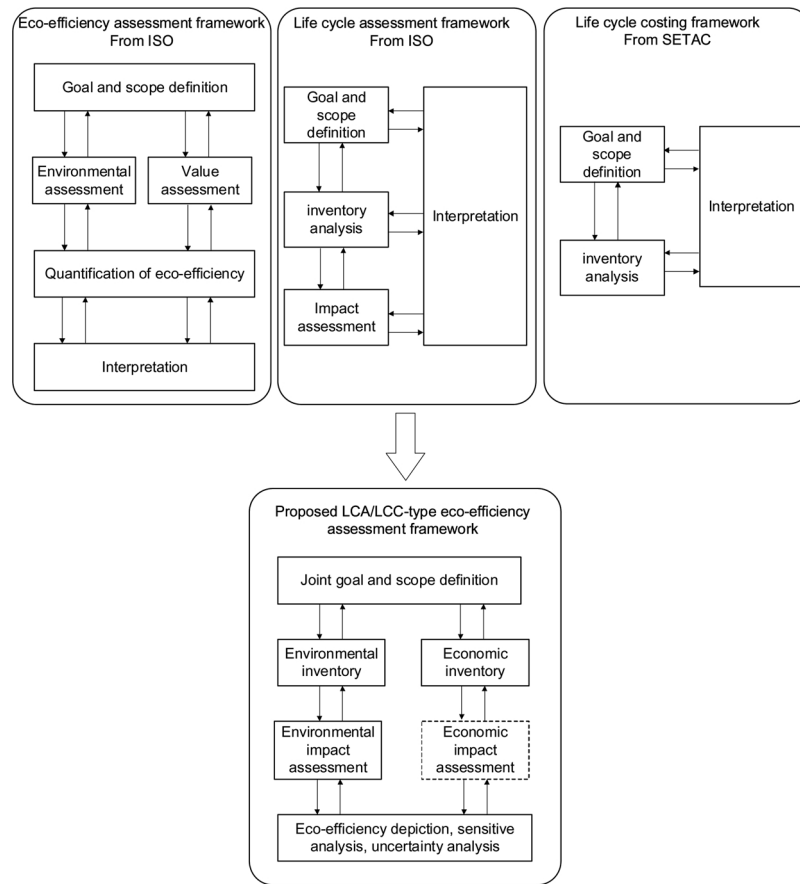 Eco-efficiency assessment framework
From ISO
Goal and scope definition
Environmental
assessment
Value
assessment
Quantification of eco-efficiency
Interpretation
Life cycle assessment framework
From ISO
Goal and
scope
definition
inventory
analysis
Impact
assessment
Interpretation
Life cycle costing framework
From SETAC
Goal and
scope
definition
inventory
analysis
Interpretation
Proposed LCA/LCC-type eco-efficiency
assessment framework
Joint goal and scope definition
Environmental
inventory
Economic
inventory
Environmental
impact
assessment
Economic
impact
assessment
Eco-efficiency depiction, sensitive
analysis, uncertainty analysis